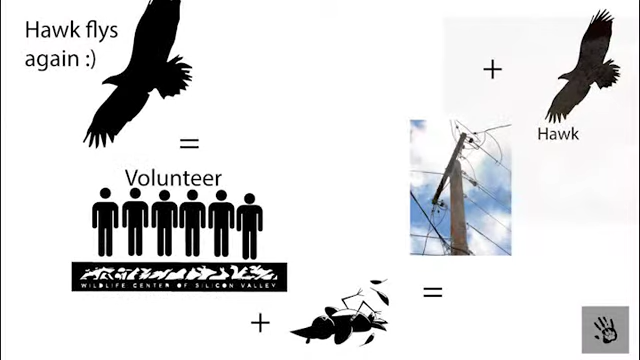 Hawk flys
again :)
+
Hawk
=
Volunteer
WILDLIFE CENTER OF SILICON VALLEY
=
+